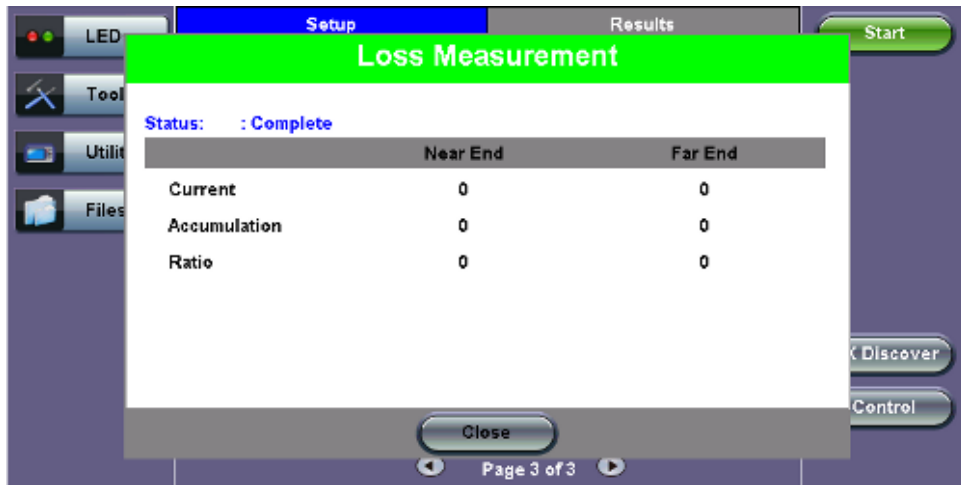 Setup Results
LED
Start
Loss Measurement
Tool
Status: : Complete
Utilit
Near End Far End
Current 0 0
Files
Accumulation 0 0
Ratio 0 0
Discover
Control
Close
Page 3 of 3